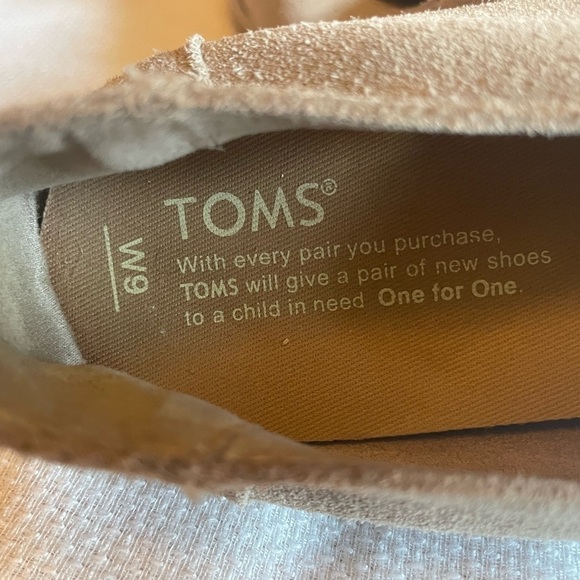 TOMS®
With every pair you purchase,
TOMS will give a pair of new shoes
to a child in need One for One.
W9